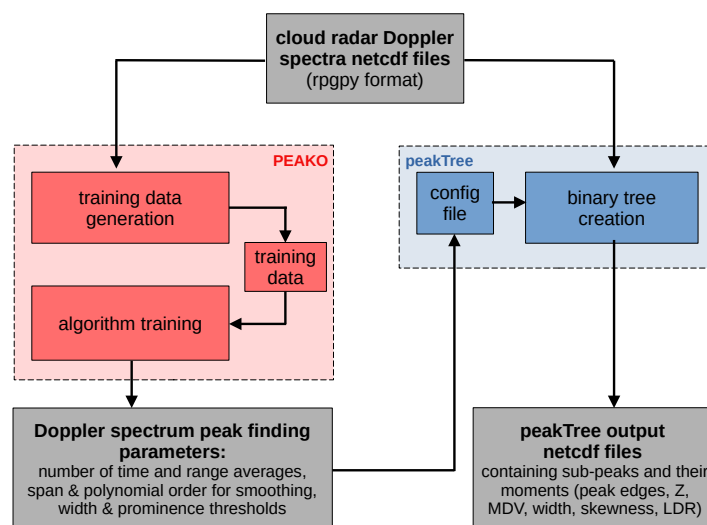 cloud radar Doppler
spectra netcdf files
(rpgpy format)
PEAKO
training data
generation
training
data
algorithm training
peakTree
config
file
binary tree
creation
Doppler spectrum peak finding
parameters:
number of time and range averages,
span & polynomial order for smoothing,
width & prominence thresholds
peakTree output
netcdf files
containing sub-peaks and their
moments (peak edges, Z,
MDV, width, skewness, LDR)